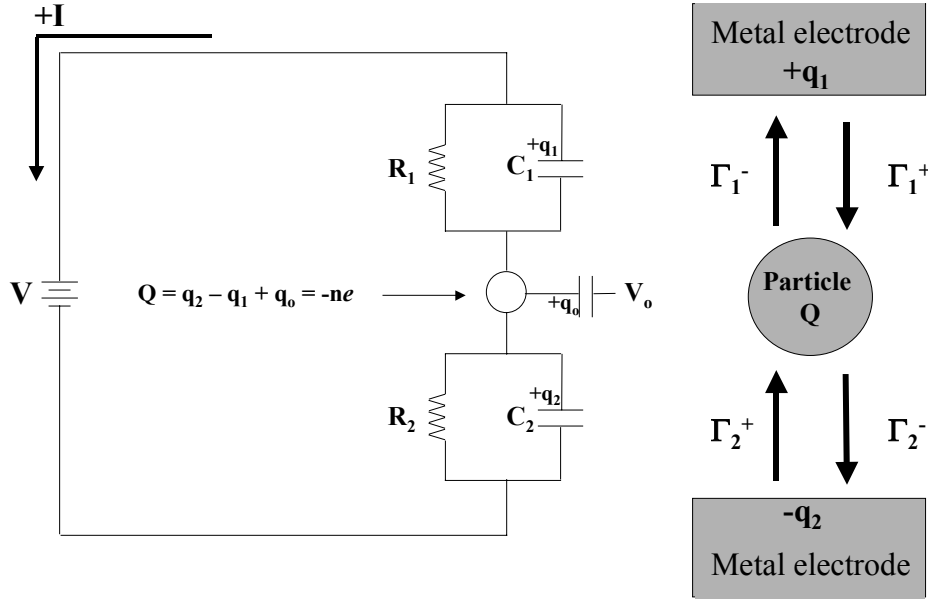 +I
V
R₁
C₁
+q₁
Q = q₂ – q₁ + qₒ = -ne
+qₒ
Vₒ
R₂
C₂
+q₂
Metal electrode
+q₁
Γ₁⁻
Γ₁⁺
Particle
Q
Γ₂⁺
Γ₂⁻
-q₂
Metal electrode